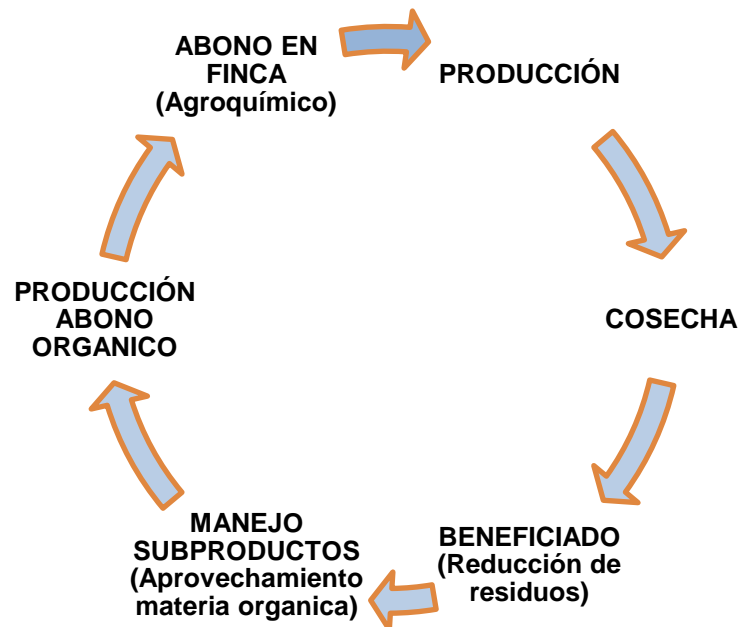 ABONO EN
FINCA
(Agroquímico)
PRODUCCIÓN
COSECHA
BENEFICIADO
(Reducción de
residuos)
MANEJO
SUBPRODUCTOS
(Aprovechamiento
materia organica)
PRODUCCIÓN
ABONO
ORGANICO